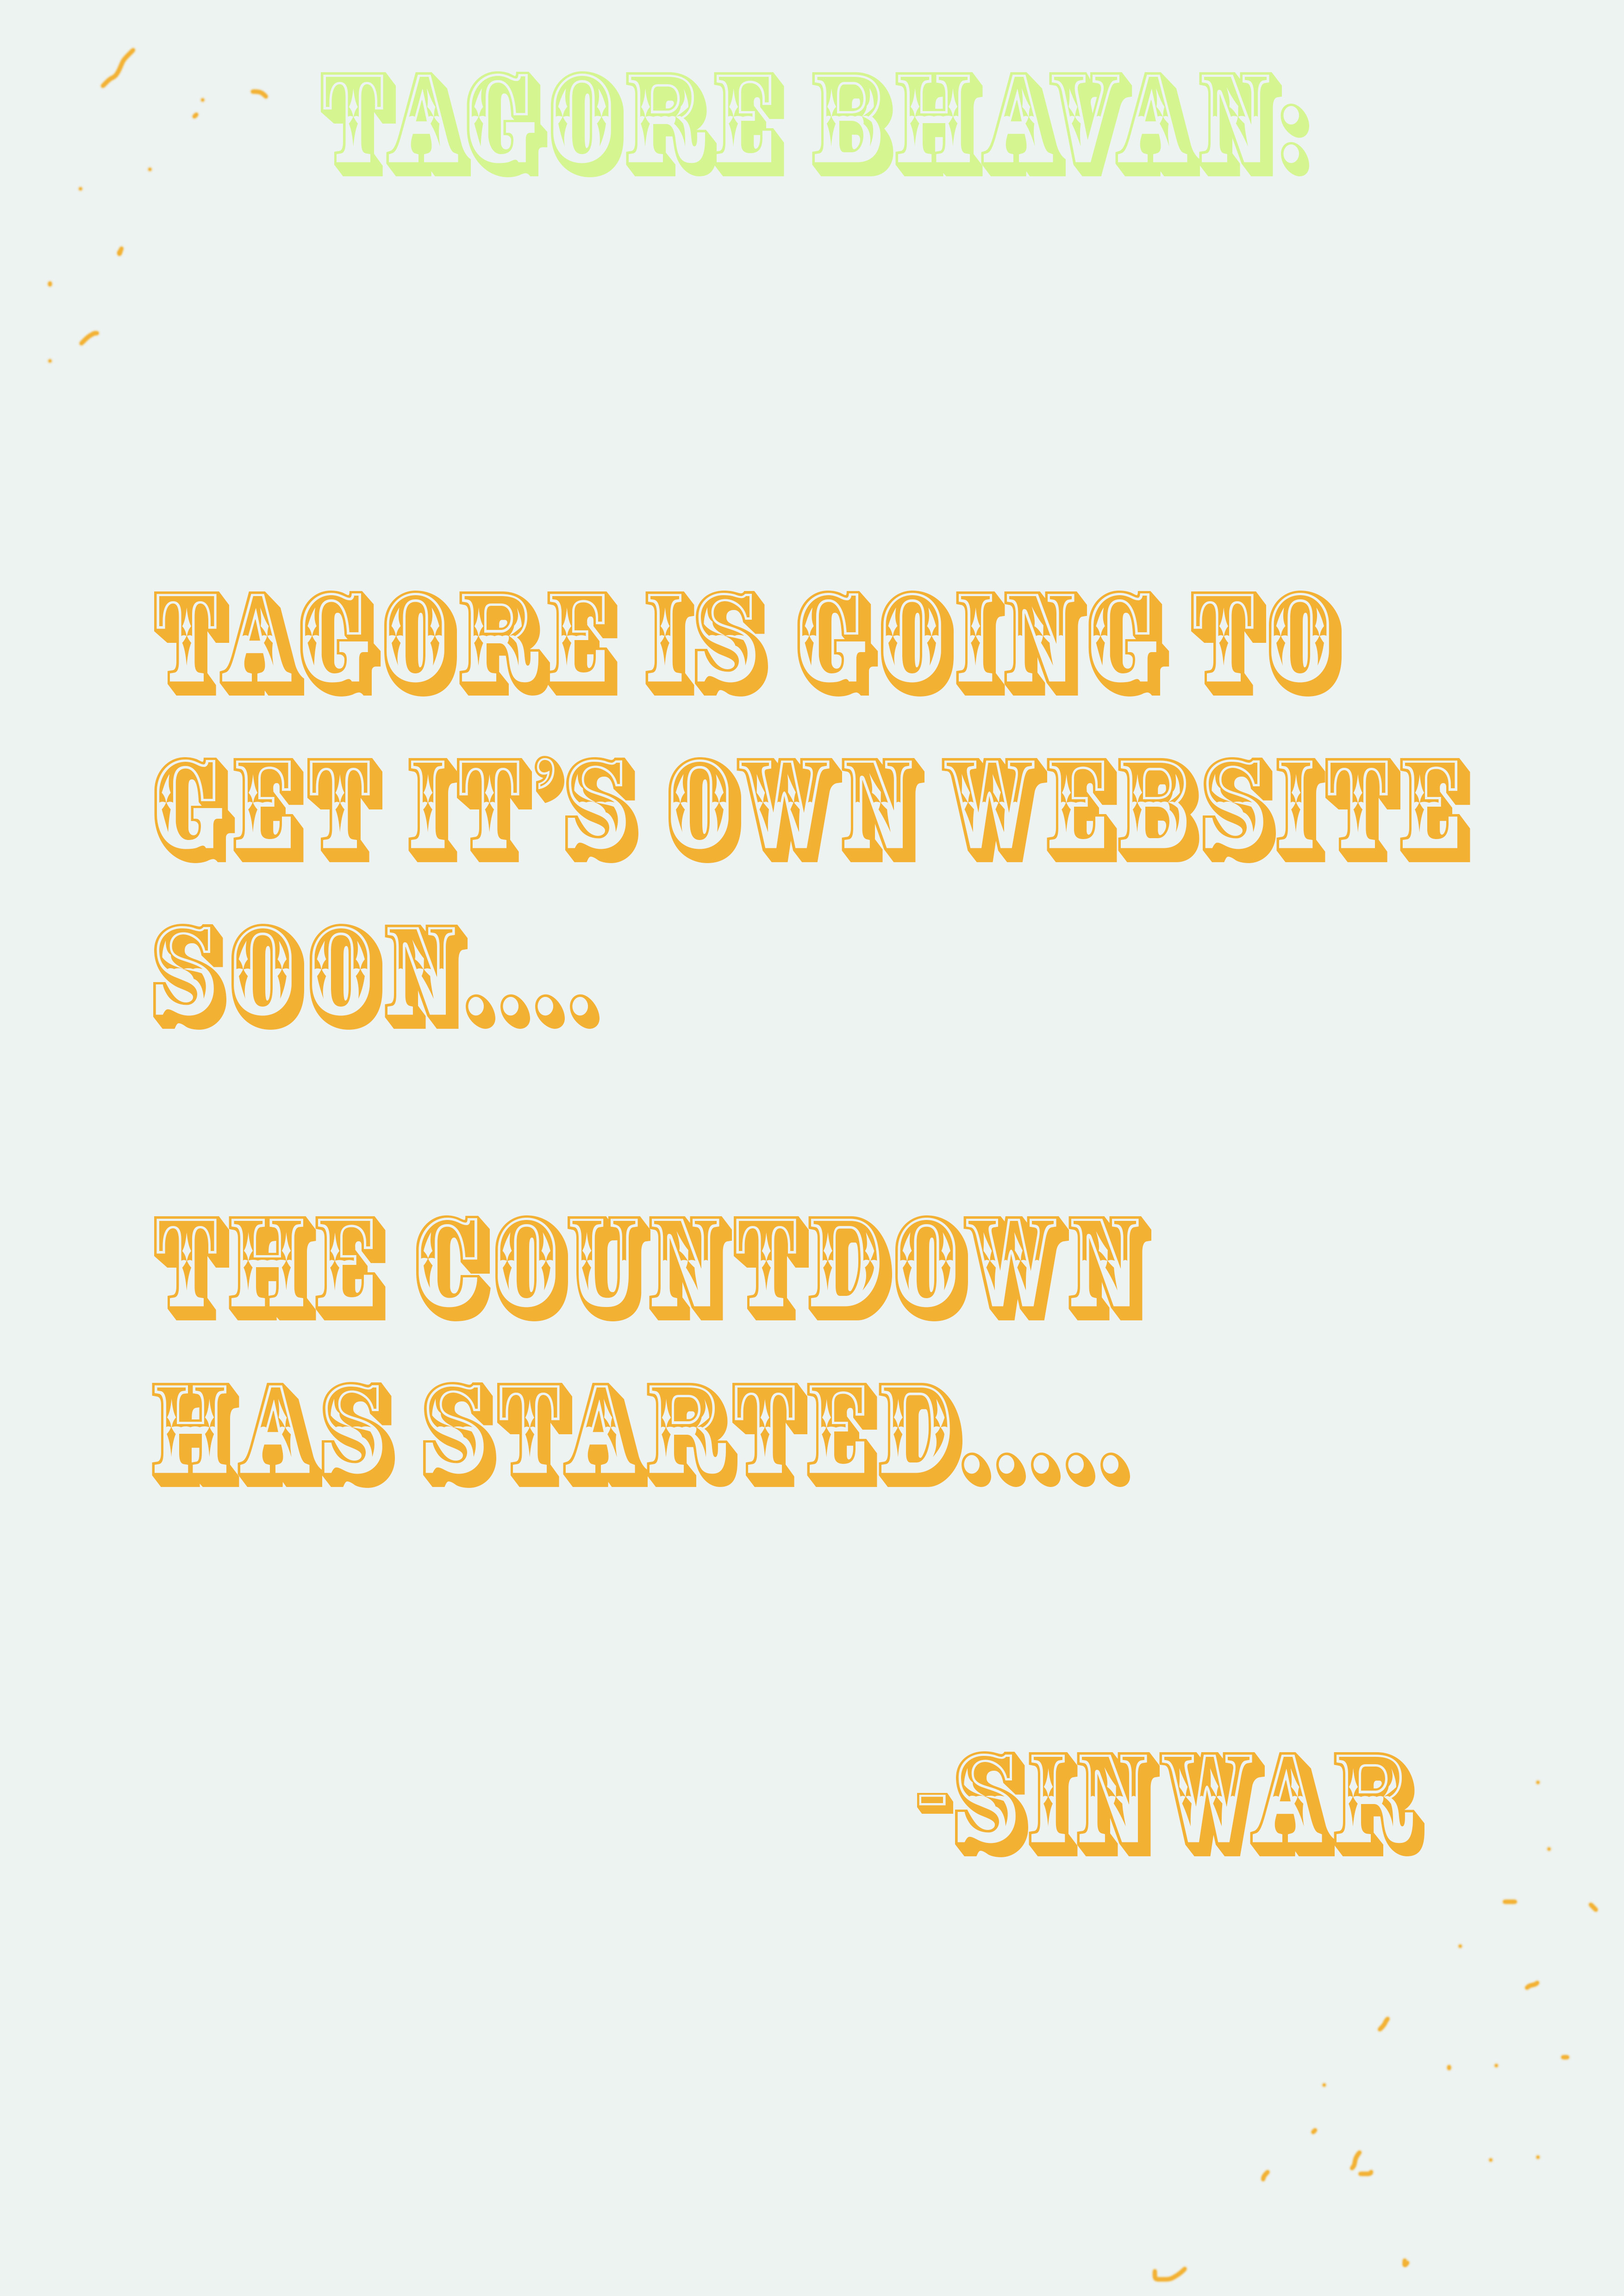 TAGORE BHAVAN:
TAGORE IS GOING TO
GET IT’S OWN WEBSITE
SOON....
THE COUNTDOWN
HAS STARTED.....
-SINWAR